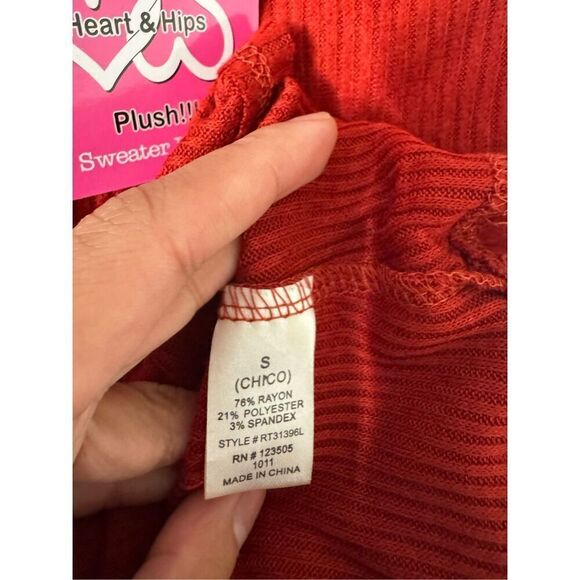 Heart & Hips
Plush!!
Sweater
S
(CHICO)
76% RAYON
21% POLYESTER
3% SPANDEX
STYLE # RT31396L
RN # 123505
1011
MADE IN CHINA